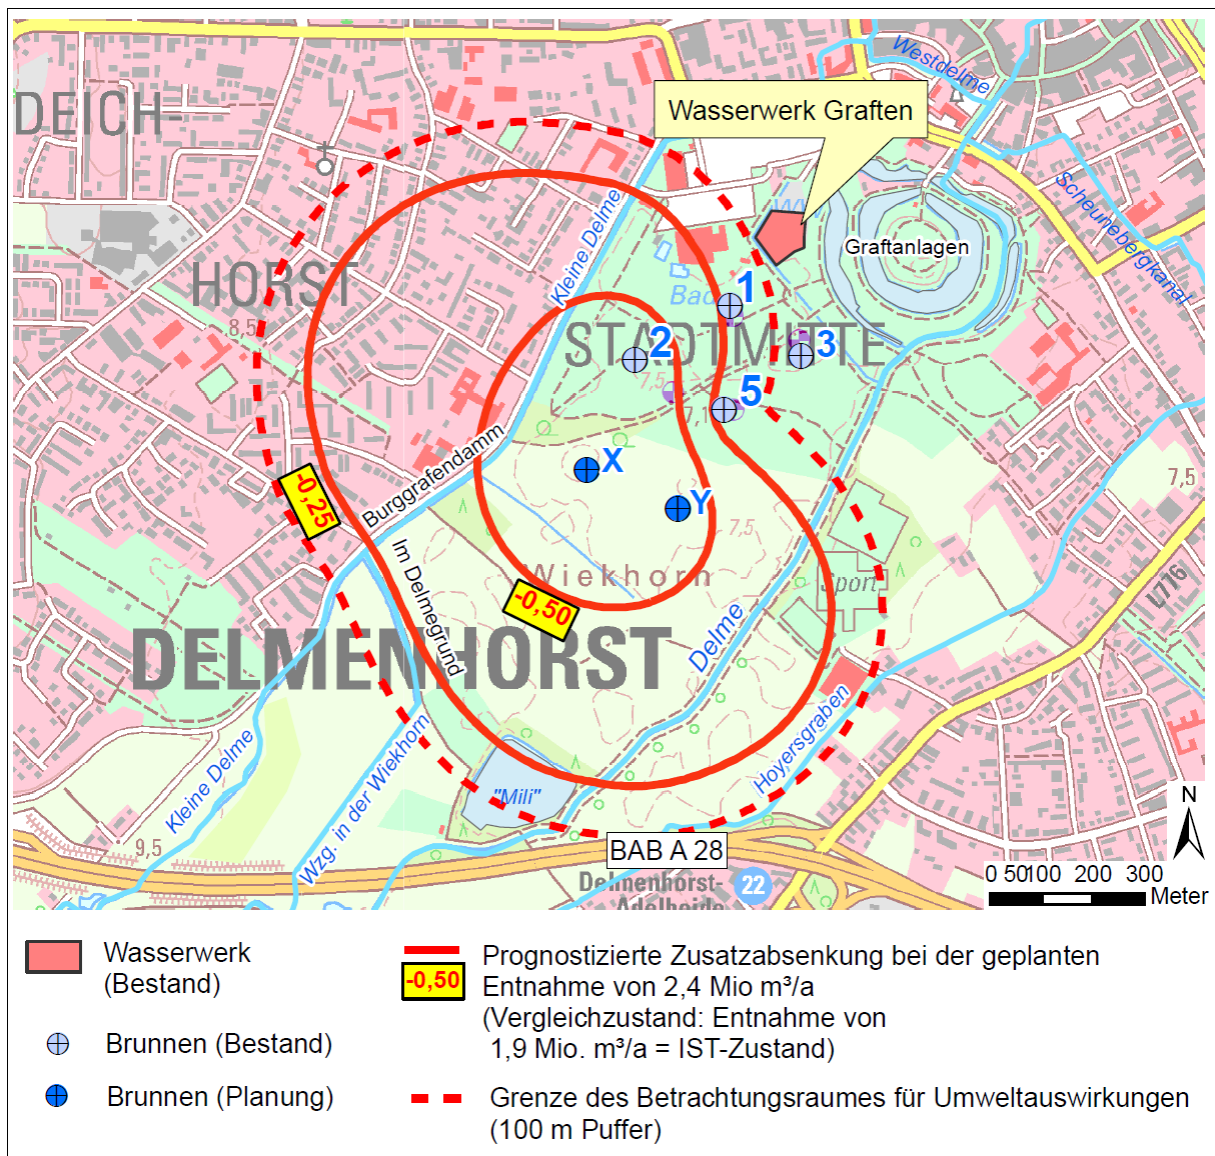 Westdelme
DEICH-
Wasserwerk Graften
Scheunebergkanal
Kleine Delme
WW
Graftanlagen
HORST
Bad
1
8,5
STADTMITTE
2
3
7,5
5
7,1
-0,25
Burggrafendamm
X
Y
7,5
7,5
Im Delmegrund
Wiekhorn
-0,50
Sport
L776
DELMENHORST
Delme
Hoyersgraben
Kleine Delme
Wzg. in der Wiekhorn
"Mili"
9,5
BAB A 28
N
Delmenhorst-
Adelheide
22
0 50 100 200 300
Meter
Wasserwerk
(Bestand)
Brunnen (Bestand)
Brunnen (Planung)
-0,50
Prognostizierte Zusatzabsenkung bei der geplanten
Entnahme von 2,4 Mio m³/a
(Vergleichzustand: Entnahme von
1,9 Mio. m³/a = IST-Zustand)
Grenze des Betrachtungsraumes für Umweltauswirkungen
(100 m Puffer)